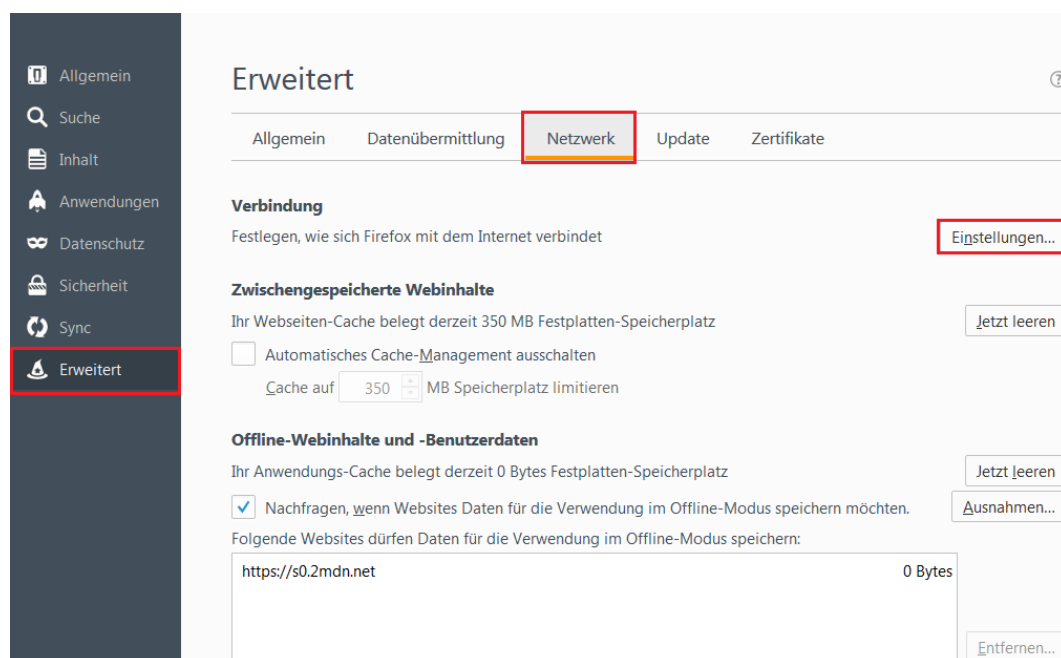 Allgemein
Suche
Inhalt
Anwendungen
Datenschutz
Sicherheit
Sync
Erweitert
Erweitert
?
Allgemein Datenübermittlung Netzwerk Update Zertifikate
Verbindung
Festlegen, wie sich Firefox mit dem Internet verbindet Einstellungen...
Zwischengespeicherte Webinhalte
Ihr Webseiten-Cache belegt derzeit 350 MB Festplatten-Speicherplatz Jetzt leeren
Automatisches Cache-Management ausschalten
Cache auf 350 MB Speicherplatz limitieren
Offline-Webinhalte und -Benutzerdaten
Ihr Anwendungs-Cache belegt derzeit 0 Bytes Festplatten-Speicherplatz Jetzt leeren
Nachfragen, wenn Websites Daten für die Verwendung im Offline-Modus speichern möchten. Ausnahmen...
Folgende Websites dürfen Daten für die Verwendung im Offline-Modus speichern:
https://s0.2mdn.net 0 Bytes
Entfernen...